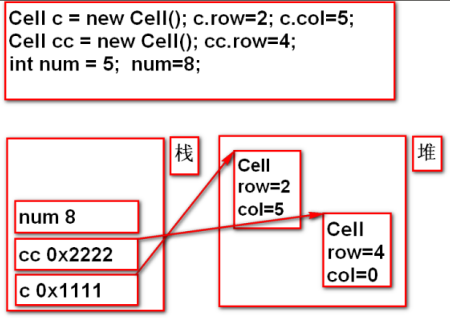 Cell c = new Cell(); c.row=2; c.col=5;
Cell cc = new Cell(); cc.row=4;
int num = 5; num=8;
栈
堆
Cell
row=2
col=5
num 8
Cell
row=4
col=0
cc 0x2222
c 0x1111